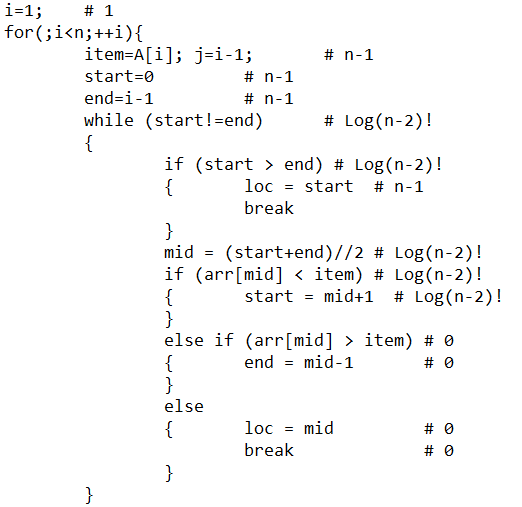 i=1;    # 1
for(;i<n;++i){
        item=A[i]; j=i-1;       # n-1
        start=0         # n-1
        end=i-1         # n-1
        while (start!=end)      # Log(n-2)!
        {
                if (start > end) # Log(n-2)!
                {       loc = start  # n-1
                        break
                }
                mid = (start+end)//2 # Log(n-2)!
                if (arr[mid] < item) # Log(n-2)!
                {       start = mid+1  # Log(n-2)!
                }
                else if (arr[mid] > item) # 0
                {       end = mid-1       # 0
                }
                else
                {       loc = mid         # 0
                        break             # 0
                }
        }